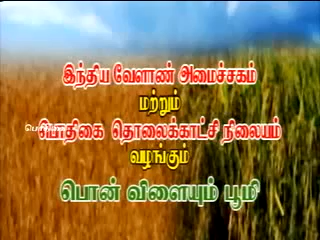 இந்திய வேளாண் அமைச்சகம்
மற்றும்
பொதிகை தொலைக்காட்சி நிலையம்
வழங்கும்
பொன் விளையும் பூமி